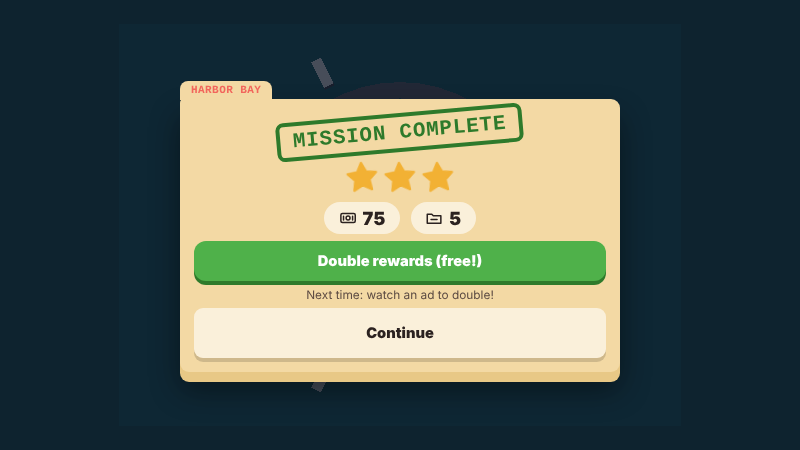 HARBOR BAY
MISSION COMPLETE
75
5
Double rewards (free!)
Next time: watch an ad to double!
Continue